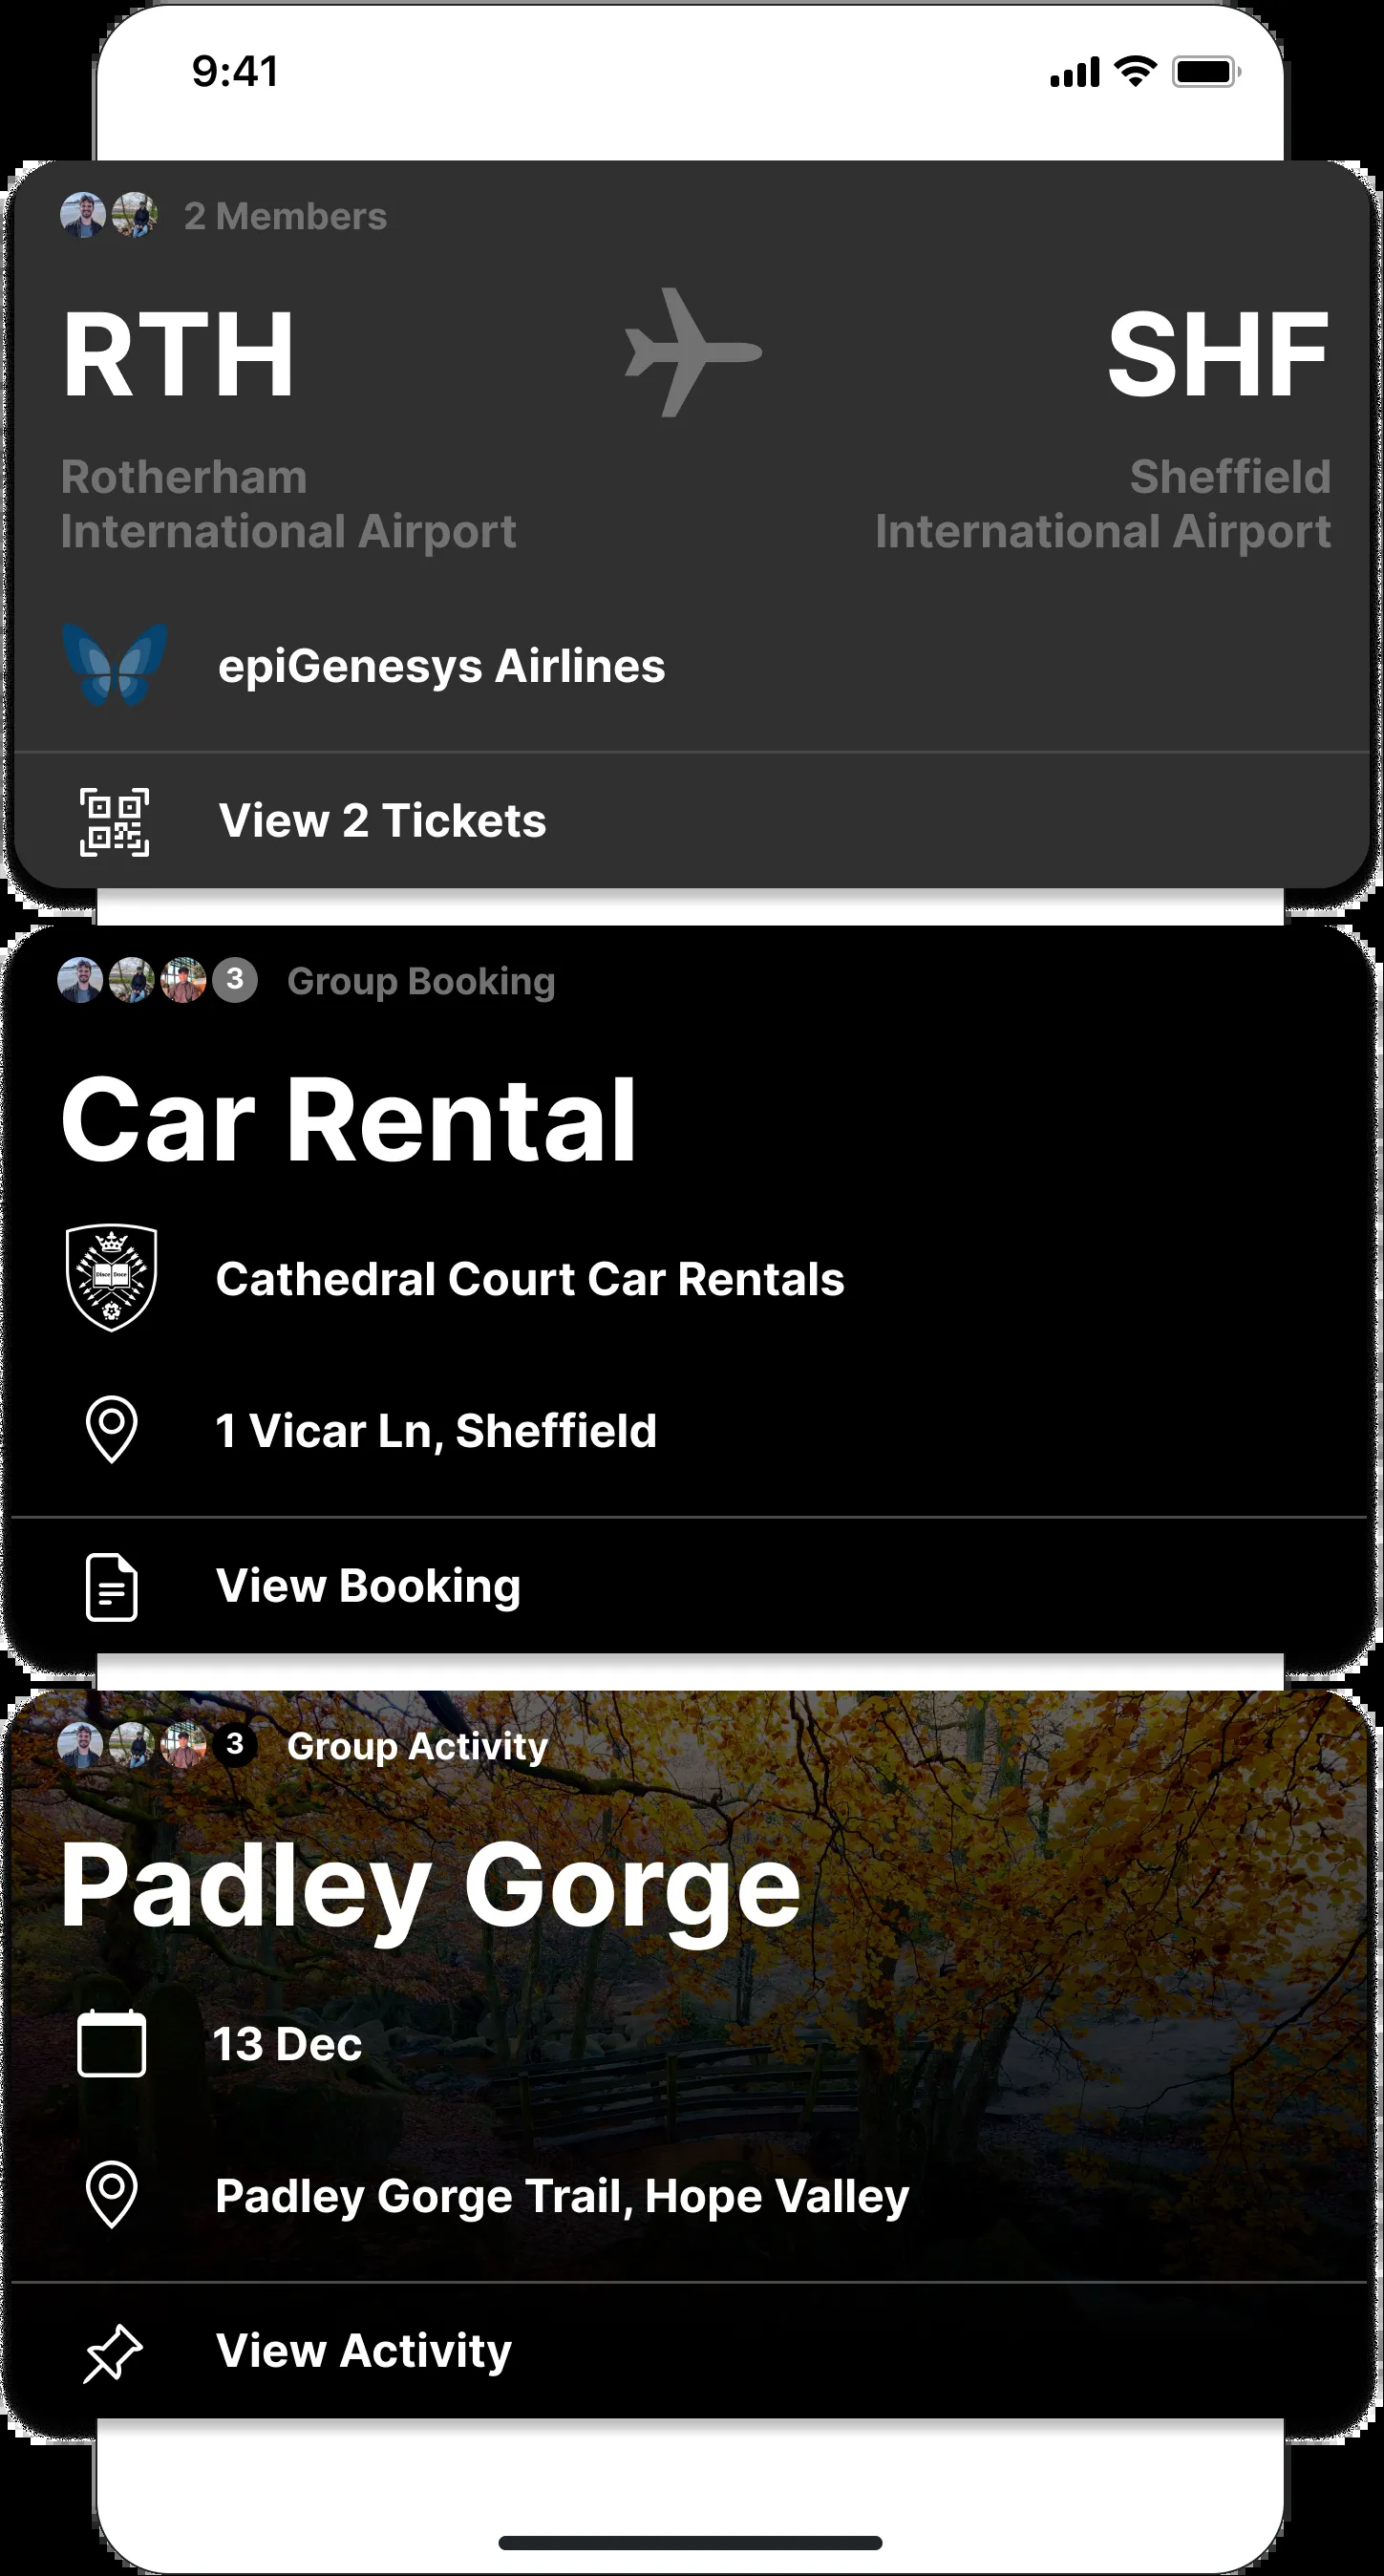 9:41
2 Members
RTH
SHF
Rotherham
International Airport
Sheffield
International Airport
epiGenesys Airlines
View 2 Tickets
3 Group Booking
Car Rental
Disce Doce
Cathedral Court Car Rentals
1 Vicar Ln, Sheffield
View Booking
3 Group Activity
Padley Gorge
13 Dec
Padley Gorge Trail, Hope Valley
View Activity